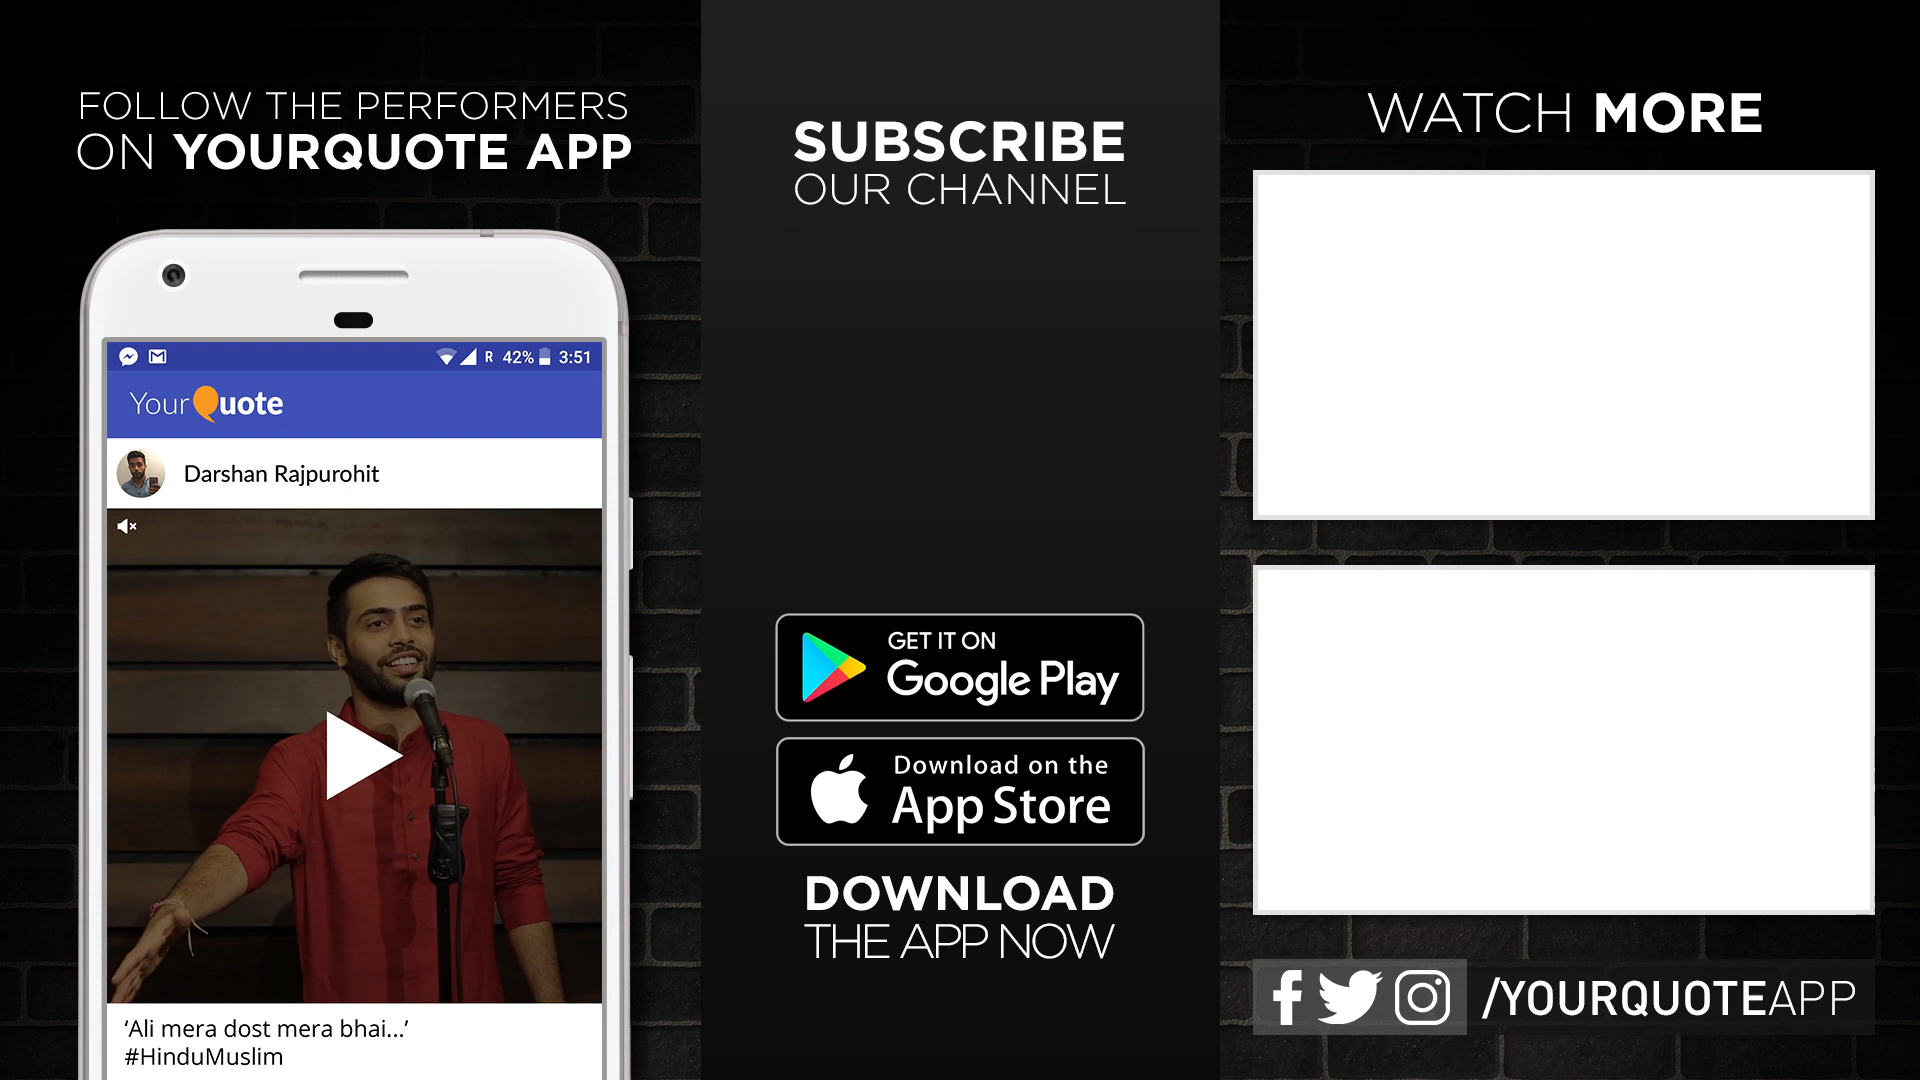 FOLLOW THE PERFORMERS
ON YOURQUOTE APP
R 42% 3:51
YourQuote
Darshan Rajpurohit
‘Ali mera dost mera bhai...’
#HinduMuslim
SUBSCRIBE
OUR CHANNEL
GET IT ON
Google Play
Download on the
App Store
DOWNLOAD
THE APP NOW
WATCH MORE
/YOURQUOTEAPP